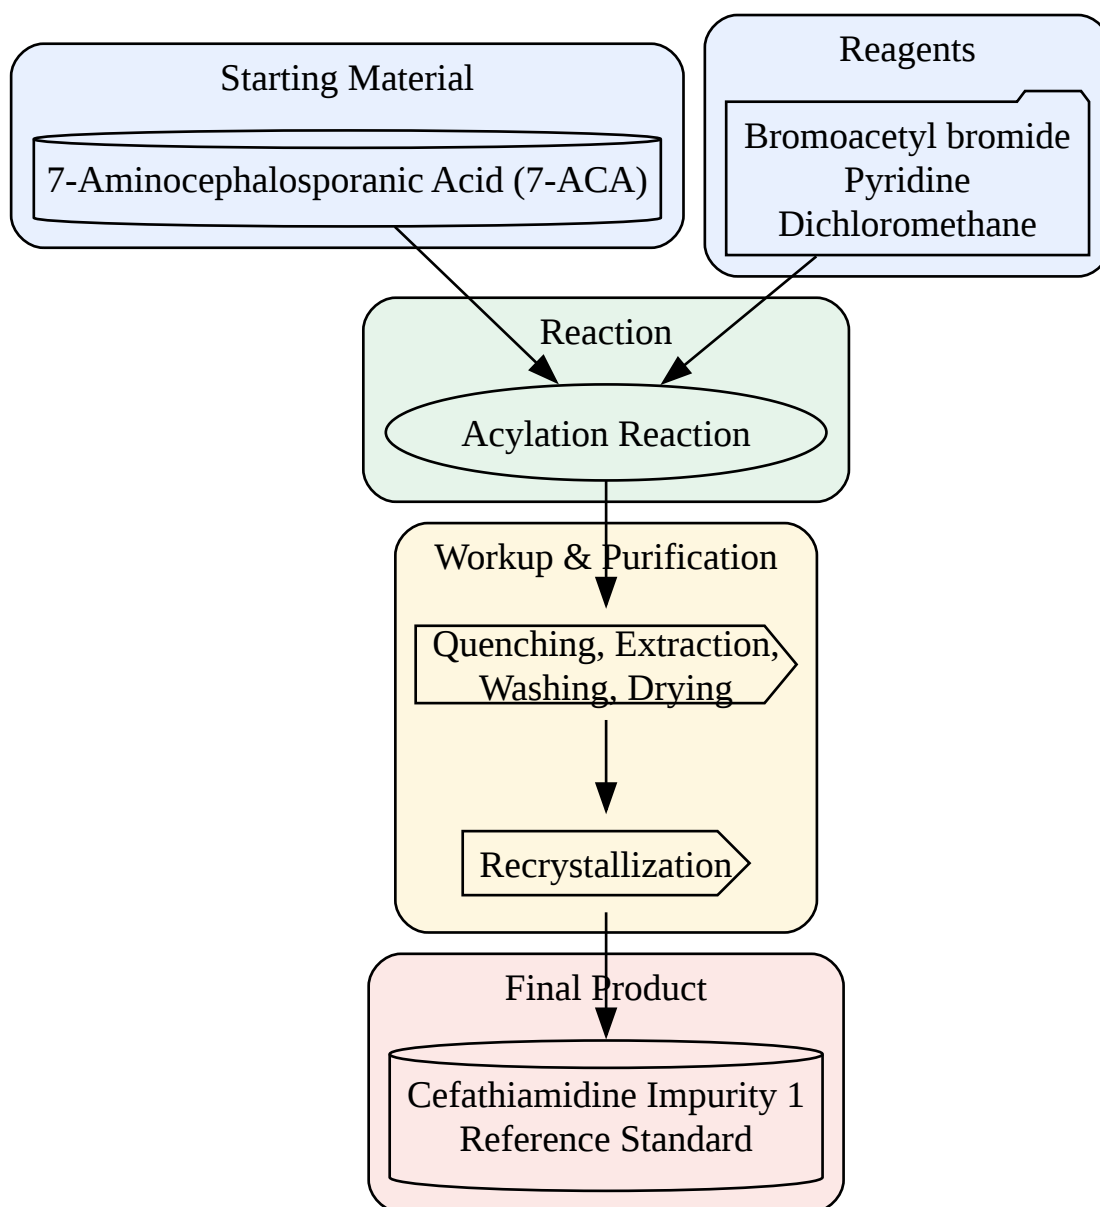 Starting Material
7-Aminocephalosporanic Acid (7-ACA)
Reagents
Bromoacetyl bromide
Pyridine
Dichloromethane
Reaction
Acylation Reaction
Workup & Purification
Quenching, Extraction,
Washing, Drying
Recrystallization
Final Product
Cefathiamidine Impurity 1
Reference Standard